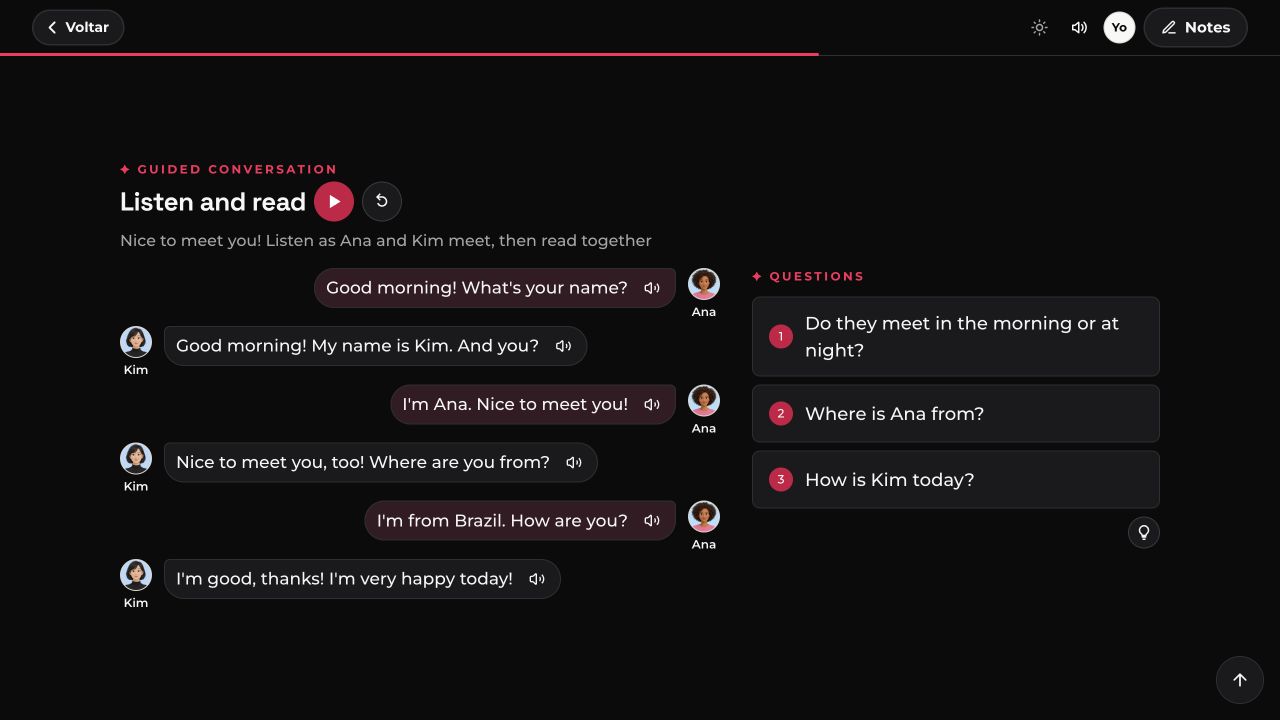 Voltar
Yo
Notes
GUIDED CONVERSATION
Listen and read
Nice to meet you! Listen as Ana and Kim meet, then read together
Good morning! What's your name?
Ana
Good morning! My name is Kim. And you?
Kim
I'm Ana. Nice to meet you!
Ana
Nice to meet you, too! Where are you from?
Kim
I'm from Brazil. How are you?
Ana
I'm good, thanks! I'm very happy today!
Kim
QUESTIONS
1
Do they meet in the morning or at
night?
2
Where is Ana from?
3
How is Kim today?